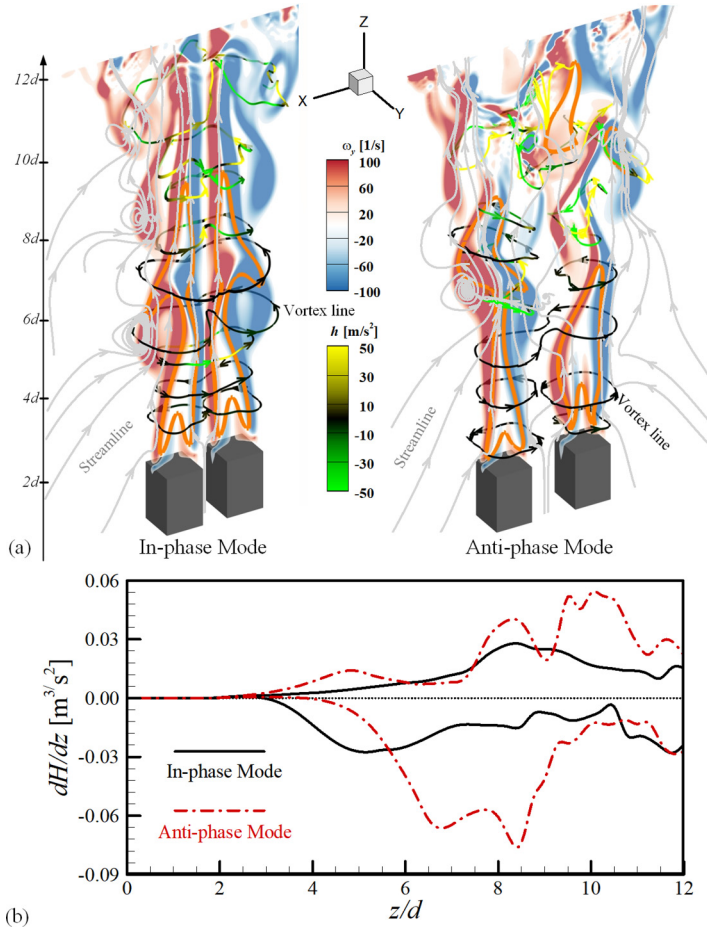 Z
X
Y
12d
10d
8d
6d
4d
2d
ω_y [1/s]
100
60
20
-20
-60
-100
Vortex line
h [m/s²]
50
30
10
-10
-30
-50
Streamline
Streamline
Vortex line
(a)
In-phase Mode
Anti-phase Mode
0.06
0.03
0.00
-0.03
-0.06
-0.09
dH/dz [m³/s²]
In-phase Mode
Anti-phase Mode
0 2 4 6 8 10 12
(b)
z/d